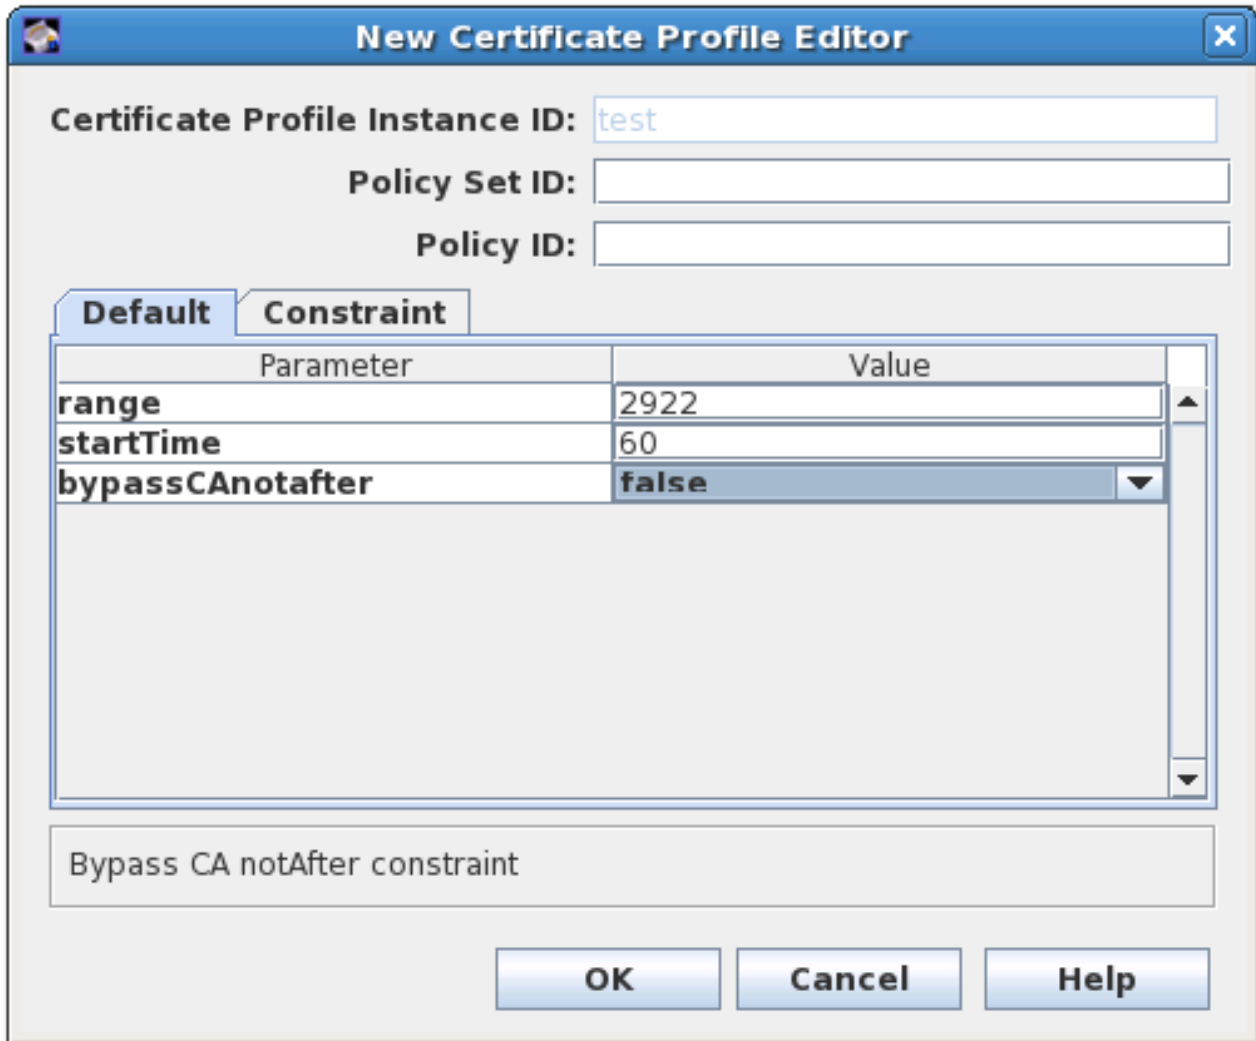 New Certificate Profile Editor
Certificate Profile Instance ID: test
Policy Set ID:
Policy ID:
Default Constraint
Parameter Value
range 2922
startTime 60
bypassCAnotafter false
Bypass CA notAfter constraint
OK Cancel Help